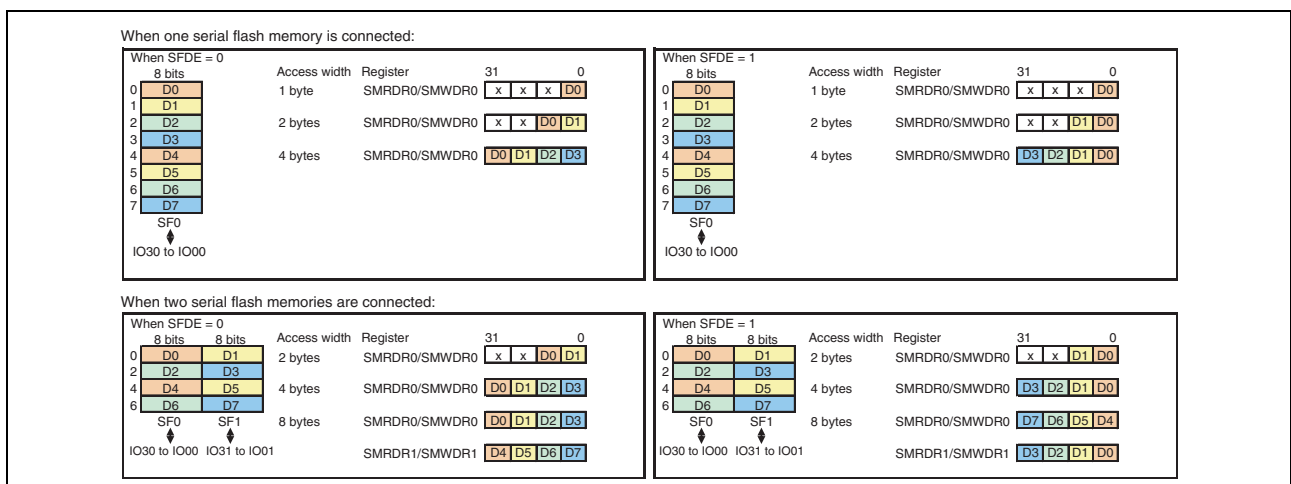 When one serial flash memory is connected:
When SFDE = 0
8 bits Access width Register 31 0
0 D0 1 byte SMRDR0/SMWDR0 x x x D0
1 D1
2 D2 2 bytes SMRDR0/SMWDR0 x x D0 D1
3 D3
4 D4 4 bytes SMRDR0/SMWDR0 D0 D1 D2 D3
5 D5
6 D6
7 D7
SF0
IO30 to IO00
When SFDE = 1
8 bits Access width Register 31 0
0 D0 1 byte SMRDR0/SMWDR0 x x x D0
1 D1
2 D2 2 bytes SMRDR0/SMWDR0 x x D1 D0
3 D3
4 D4 4 bytes SMRDR0/SMWDR0 D3 D2 D1 D0
5 D5
6 D6
7 D7
SF0
IO30 to IO00
When two serial flash memories are connected:
When SFDE = 0
8 bits 8 bits Access width Register 31 0
0 D0 D1 2 bytes SMRDR0/SMWDR0 x x D0 D1
2 D2 D3
4 D4 D5 4 bytes SMRDR0/SMWDR0 D0 D1 D2 D3
6 D6 D7
SF0 SF1 8 bytes SMRDR0/SMWDR0 D0 D1 D2 D3
IO30 to IO00 IO31 to IO01 SMRDR1/SMWDR1 D4 D5 D6 D7
When SFDE = 1
8 bits 8 bits Access width Register 31 0
0 D0 D1 2 bytes SMRDR0/SMWDR0 x x D1 D0
2 D2 D3
4 D4 D5 4 bytes SMRDR0/SMWDR0 D3 D2 D1 D0
6 D6 D7
SF0 SF1 8 bytes SMRDR0/SMWDR0 D7 D6 D5 D4
IO30 to IO00 IO31 to IO01 SMRDR1/SMWDR1 D3 D2 D1 D0